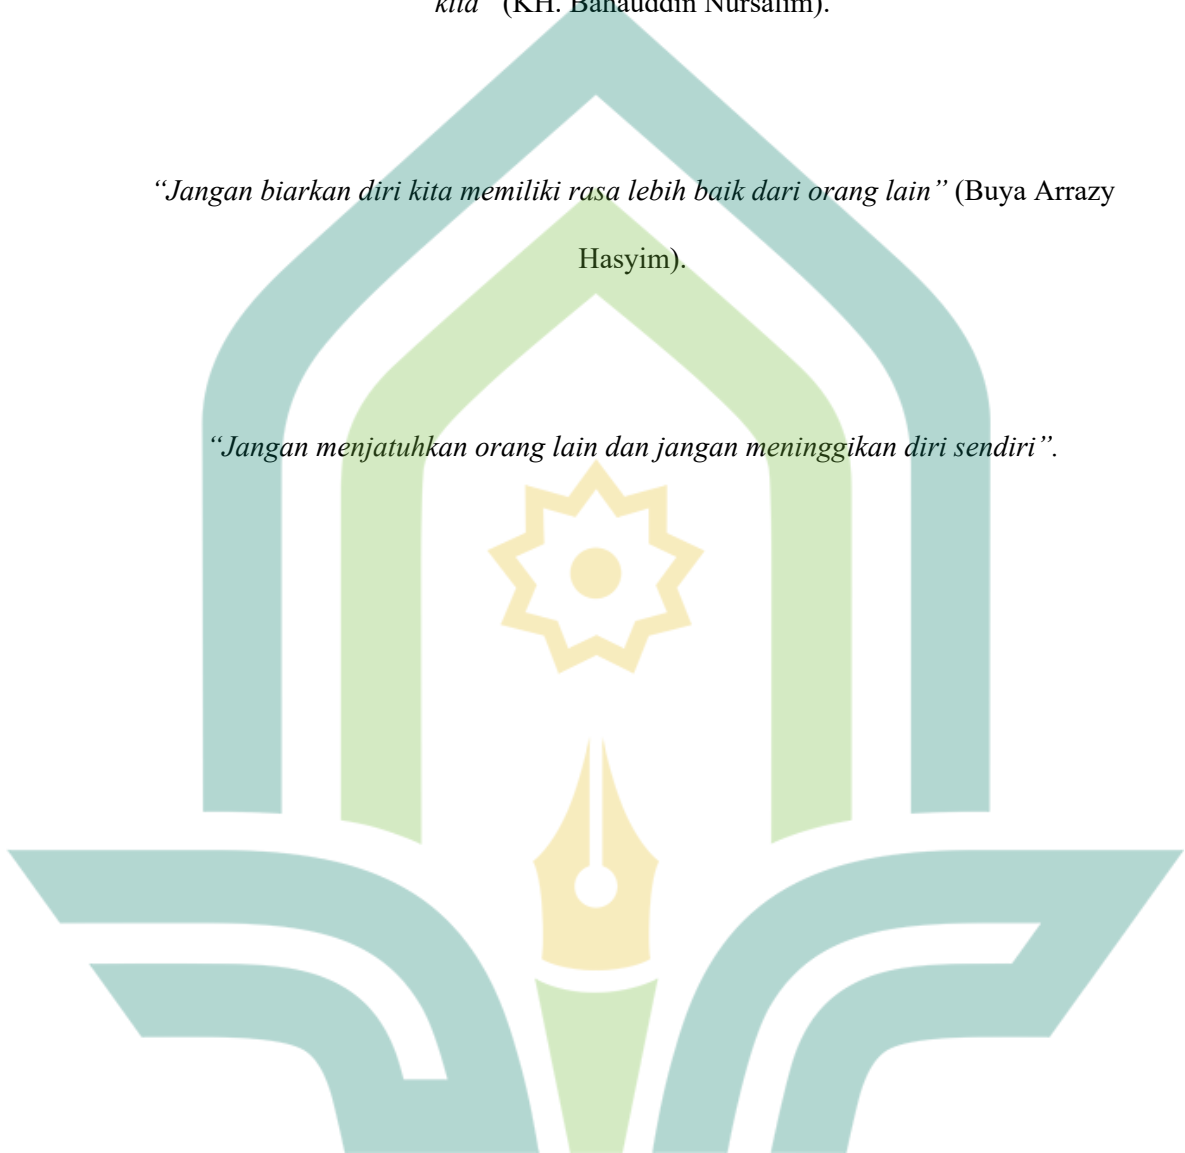 kita” (KH. Bahauddin Nursalim).
“Jangan biarkan diri kita memiliki rasa lebih baik dari orang lain” (Buya Arrazy
Hasyim).
“Jangan menjatuhkan orang lain dan jangan meninggikan diri sendiri”.